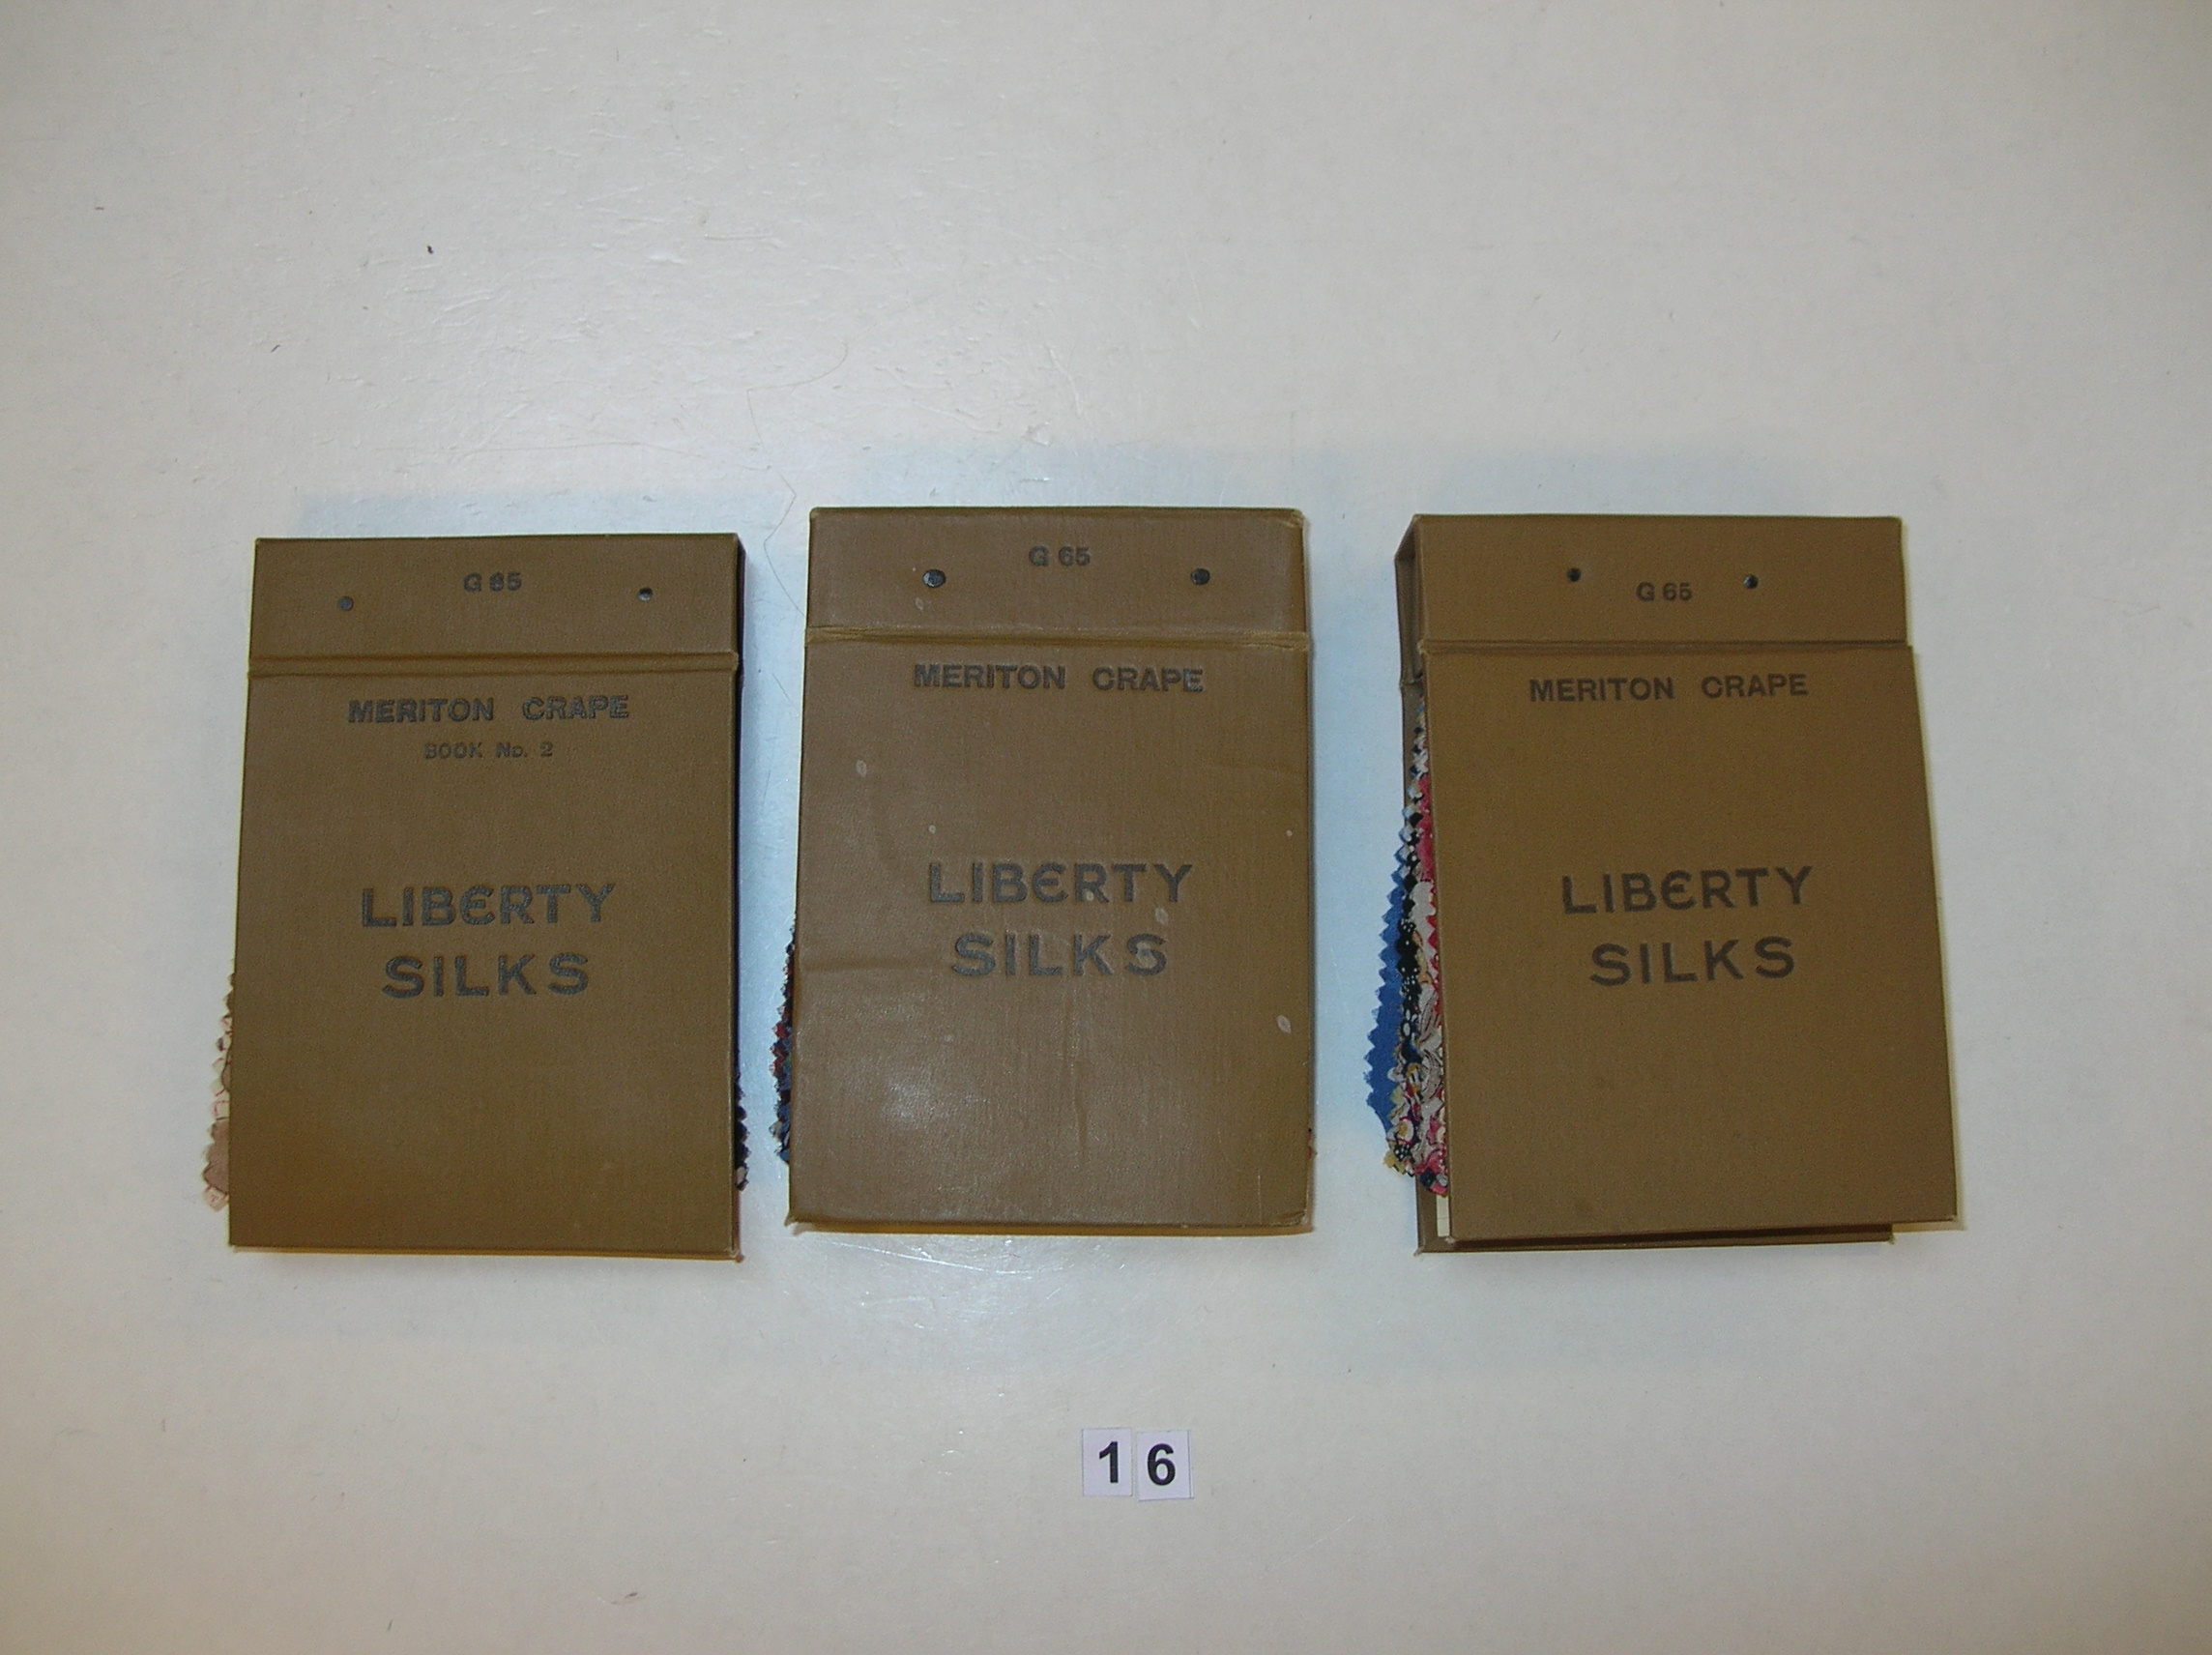 G 65
MERITON CRAPE
BOOK No. 2
LIBERTY
SILKS
G 65
MERITON CRAPE
LIBERTY
SILKS
G 65
MERITON CRAPE
LIBERTY
SILKS
16